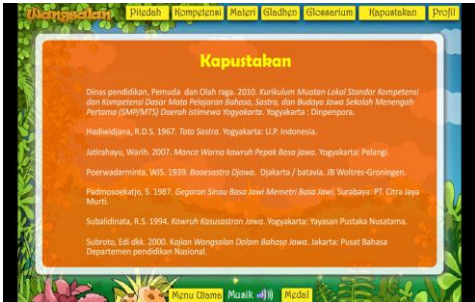 Wangsalan
Pitedah Kompetensi Materi Gladhen Glossarium Kapustakan Profil
Kapustakan
Dinas pendidikan, Pemuda dan Olah raga. 2010. Kurikulum Muatan Lokal Standar Kompetensi
dan Kompetensi Dasar Mata Pelajaran Bahasa, Sastra, dan Budaya Jawa Sekolah Menengah
Pertama (SMP/MTS) Daerah istimewa Yogyakarta. Yogyakarta : Dinpenpora.
Hadiwidjana, R.D.S. 1967. Tata Sastra. Yogyakarta: U.P. Indonesia.
Jatirahayu, Warih. 2007. Manca Warna kawruh Pepak Basa jawa. Yogyakarta: Pelangi.
Poerwadarminta, WJS. 1939. Baoesastra Djawa. Djakarta / batavia. JB Woltres-Groningen.
Padmosoekatjo, S. 1987. Gegaran Sinau Basa Jawi Memetri Basa Jawi. Surabaya: PT. Citra Jaya
Murti.
Subalidinata, R.S. 1994. Kawruh Kasusastran Jawa. Yogyakarta: Yayasan Pustaka Nusatama.
Subroto, Edi dkk. 2000. Kajian Wangsalan Dalam Bahasa Jawa. Jakarta: Pusat Bahasa
Departemen pendidikan Nasional.
Menu Utama Musik Medal